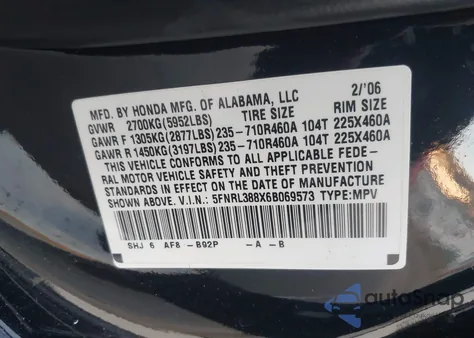 MFD. BY HONDA MFG. OF ALABAMA, LLC 2/'06
GVWR 2700KG(5952LBS) TIRE SIZE RIM SIZE
GAWR F 1305KG(2877LBS) 235-710R460A 104T 225X460A
GAWR R 1450KG(3197LBS) 235-710R460A 104T 225X460A
THIS VEHICLE CONFORMS TO ALL APPLICABLE FEDE-
RAL MOTOR VEHICLE SAFETY AND THEFT PREVENTION
STANDARDS IN EFFECT ON THE DATE OF MANUFACTURE
SHOWN ABOVE. V.I.N.: 5FNRL388X6B069573 TYPE:MPV
SHJ 6 AF8 -B92P -A -B
autoSnap